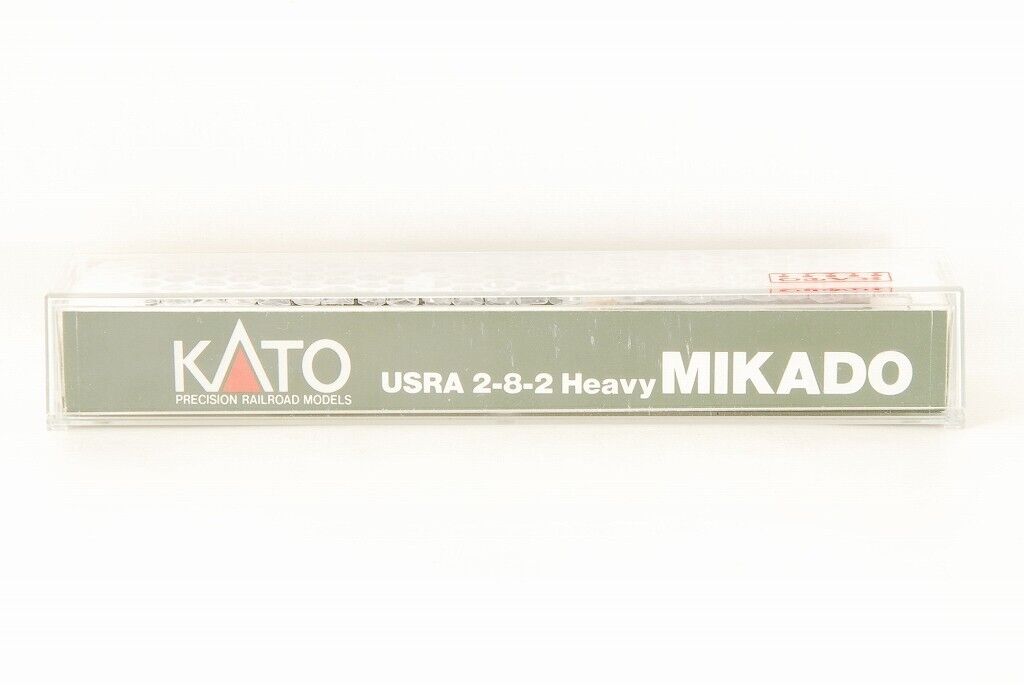 KATO
PRECISION RAILROAD MODELS
USRA 2-8-2 Heavy MIKADO